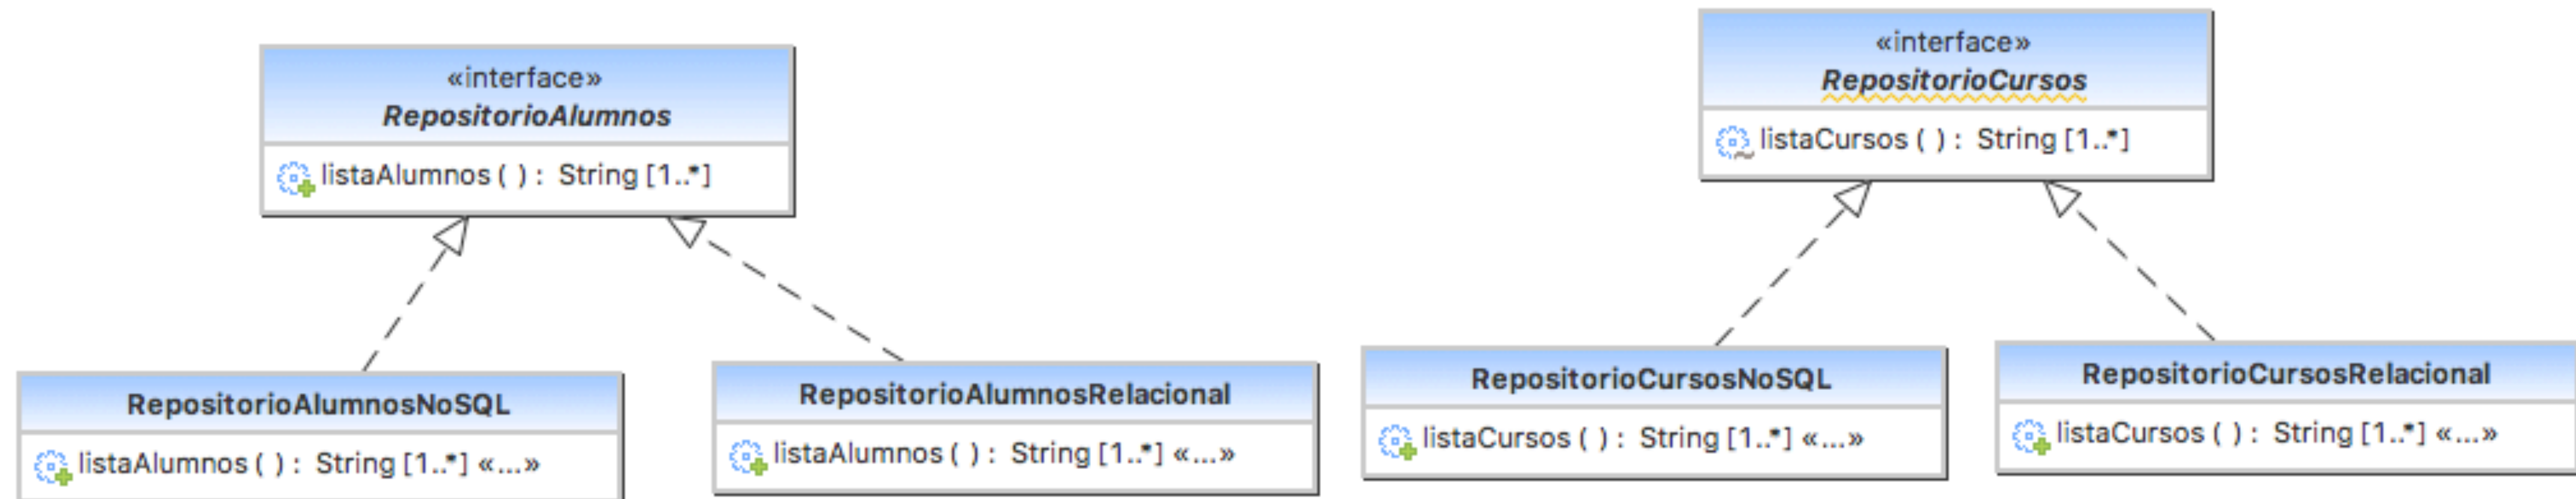 «interface»
RepositorioAlumnos
listaAlumnos ( ) : String [1..*]
«interface»
RepositorioCursos
listaCursos ( ) : String [1..*]
RepositorioAlumnosNoSQL
listaAlumnos ( ) : String [1..*] «...»
RepositorioAlumnosRelacional
listaAlumnos ( ) : String [1..*] «...»
RepositorioCursosNoSQL
listaCursos ( ) : String [1..*] «...»
RepositorioCursosRelacional
listaCursos ( ) : String [1..*] «...»